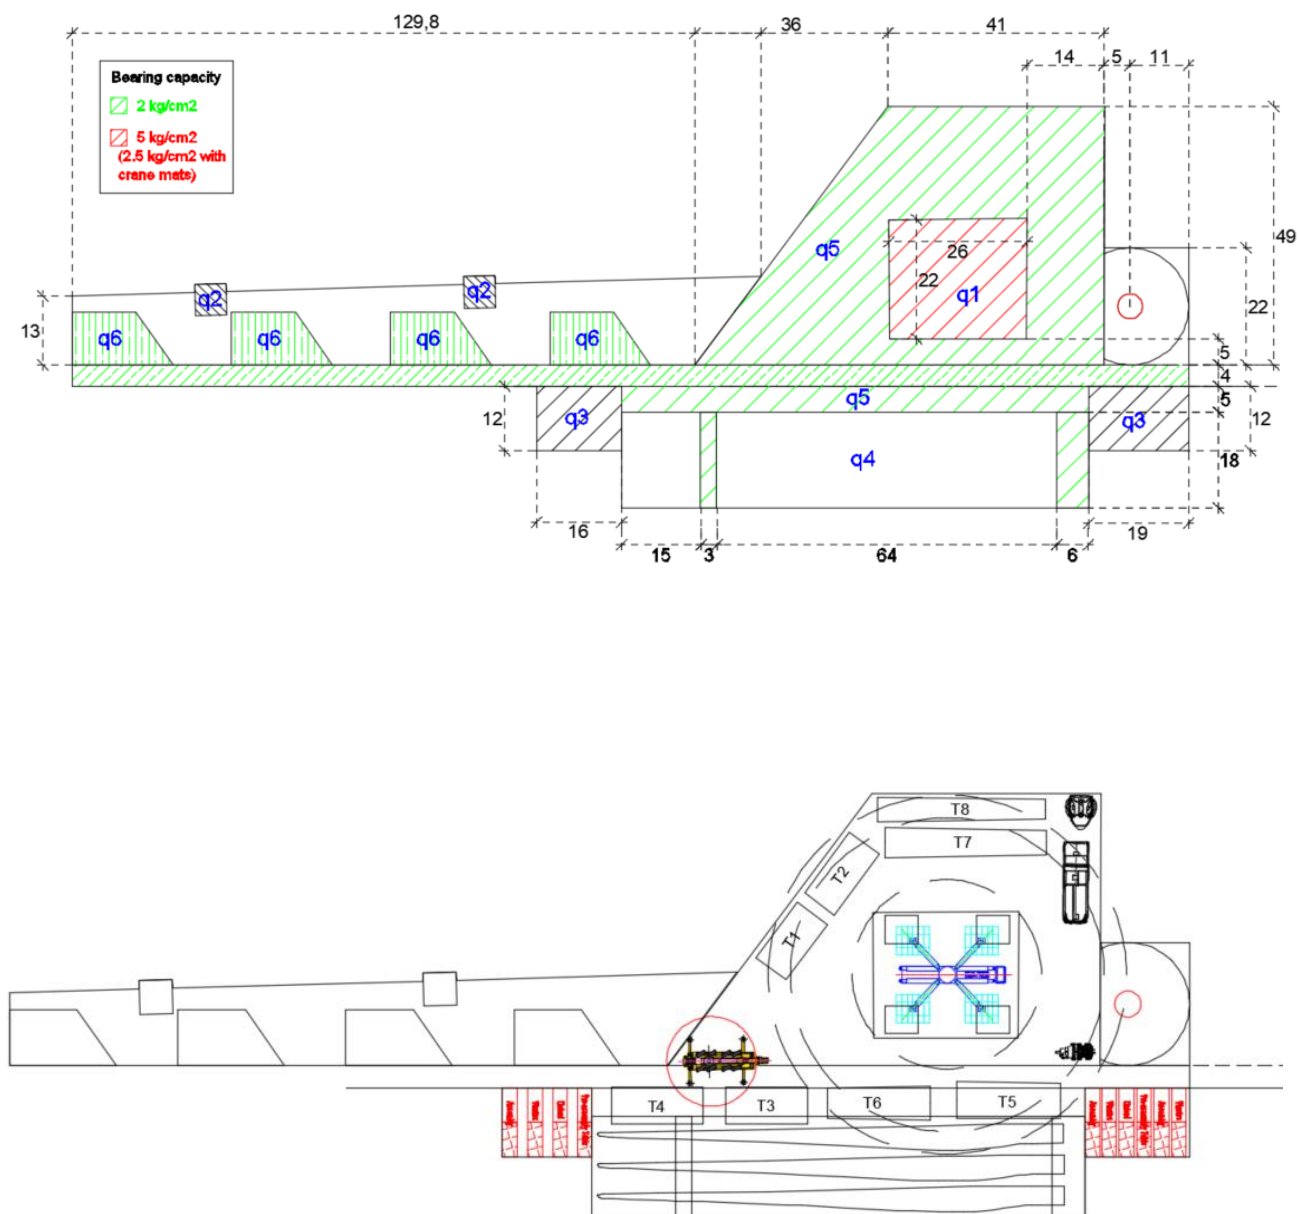 129,8
36
41
14
5
11
Bearing capacity
2 kg/cm2
5 kg/cm2
(2.5 kg/cm2 with
crane mats)
49
q5
26
22
q1
q2
q2
22
13
q6
q6
q6
q6
5
4
5
q5
12
q3
q3
12
q4
18
16
19
15
3
64
6
T8
T7
T2
T1
T4
T3
T6
T5